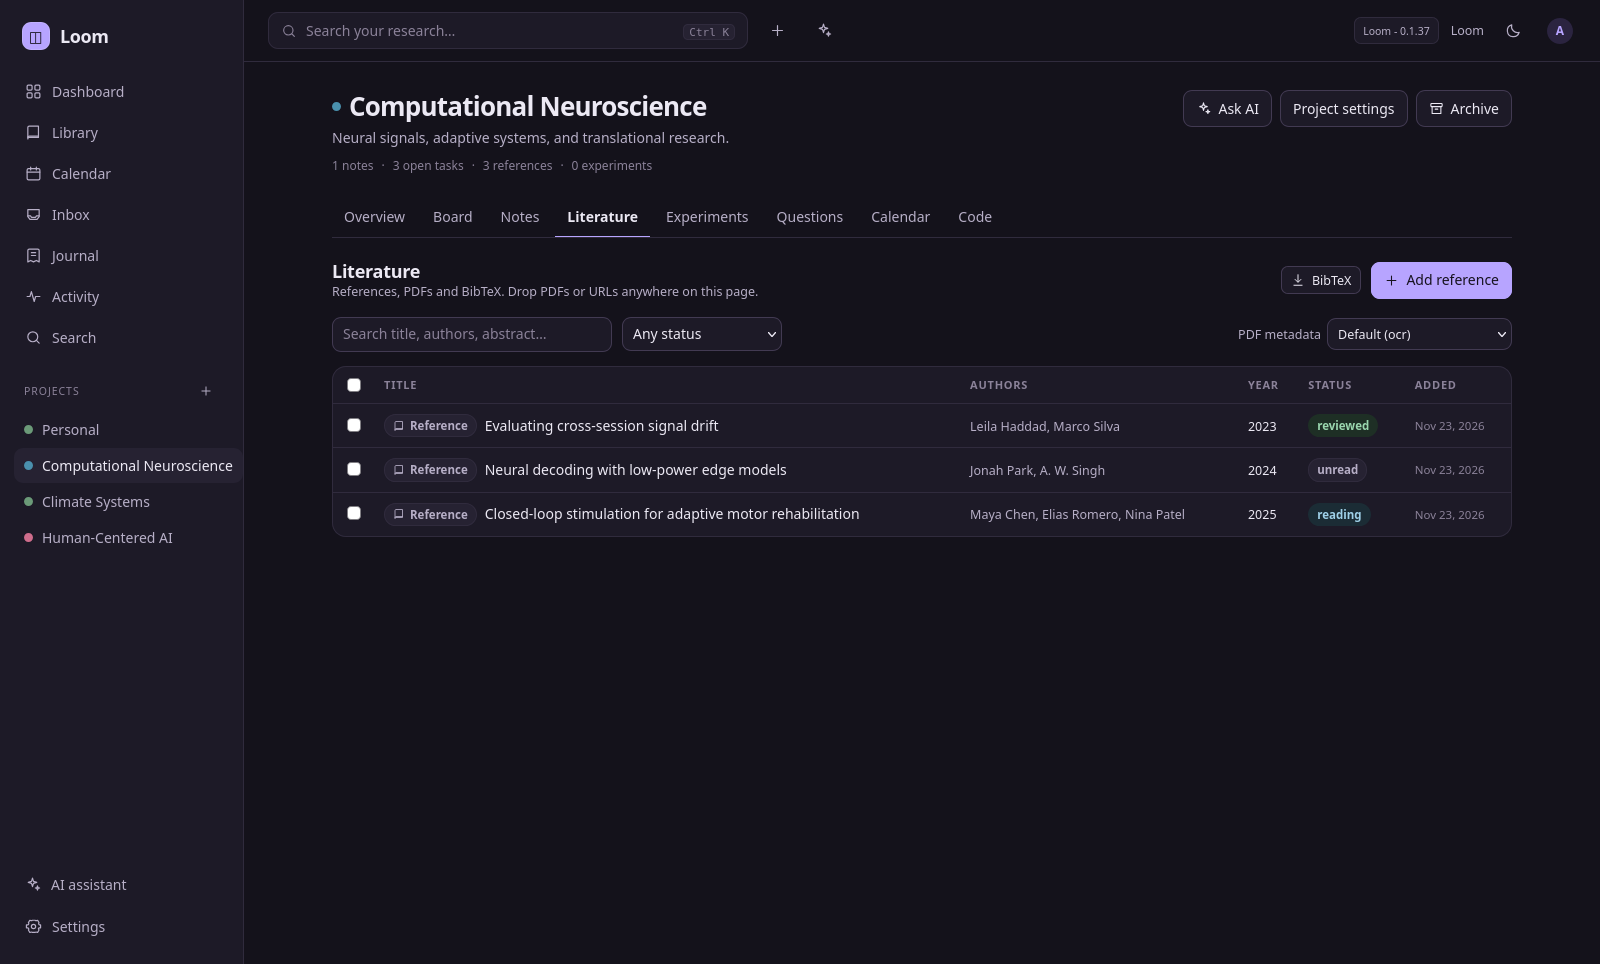 Loom
Search your research...
Ctrl K
Loom - 0.1.37
Loom
A
Dashboard
Library
Calendar
Inbox
Journal
Activity
Search
PROJECTS
Personal
Computational Neuroscience
Climate Systems
Human-Centered AI
AI assistant
Settings
Computational Neuroscience
Ask AI
Project settings
Archive
Neural signals, adaptive systems, and translational research.
1 notes · 3 open tasks · 3 references · 0 experiments
Overview Board Notes Literature Experiments Questions Calendar Code
Literature
References, PDFs and BibTeX. Drop PDFs or URLs anywhere on this page.
BibTeX
Add reference
Search title, authors, abstract...
Any status
PDF metadata
Default (ocr)
TITLE AUTHORS YEAR STATUS ADDED
Reference Evaluating cross-session signal drift Leila Haddad, Marco Silva 2023 reviewed Nov 23, 2026
Reference Neural decoding with low-power edge models Jonah Park, A. W. Singh 2024 unread Nov 23, 2026
Reference Closed-loop stimulation for adaptive motor rehabilitation Maya Chen, Elias Romero, Nina Patel 2025 reading Nov 23, 2026